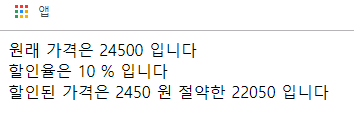 앱
원래 가격은 24500 입니다
할인율은 10 % 입니다
할인된 가격은 2450 원 절약한 22050 입니다